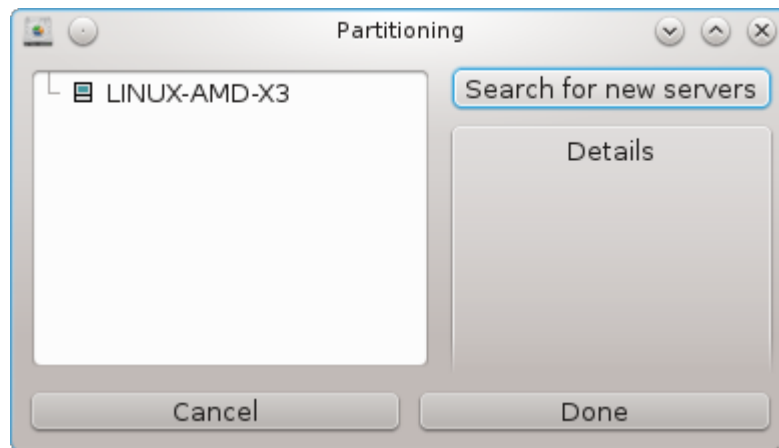 Partitioning
LINUX-AMD-X3
Search for new servers
Details
Cancel
Done